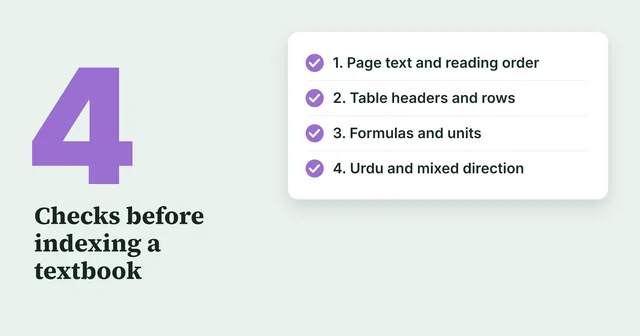 4
Checks before
indexing a
textbook
1. Page text and reading order
2. Table headers and rows
3. Formulas and units
4. Urdu and mixed direction